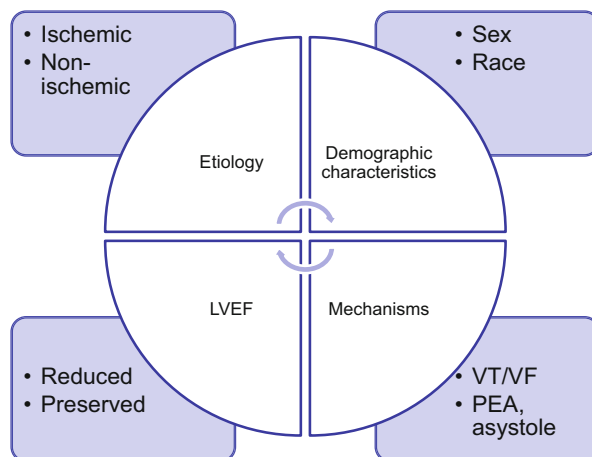 • Ischemic
• Non-
ischemic
• Sex
• Race
Etiology
Demographic
characteristics
LVEF
Mechanisms
• Reduced
• Preserved
• VT/VF
• PEA,
asystole